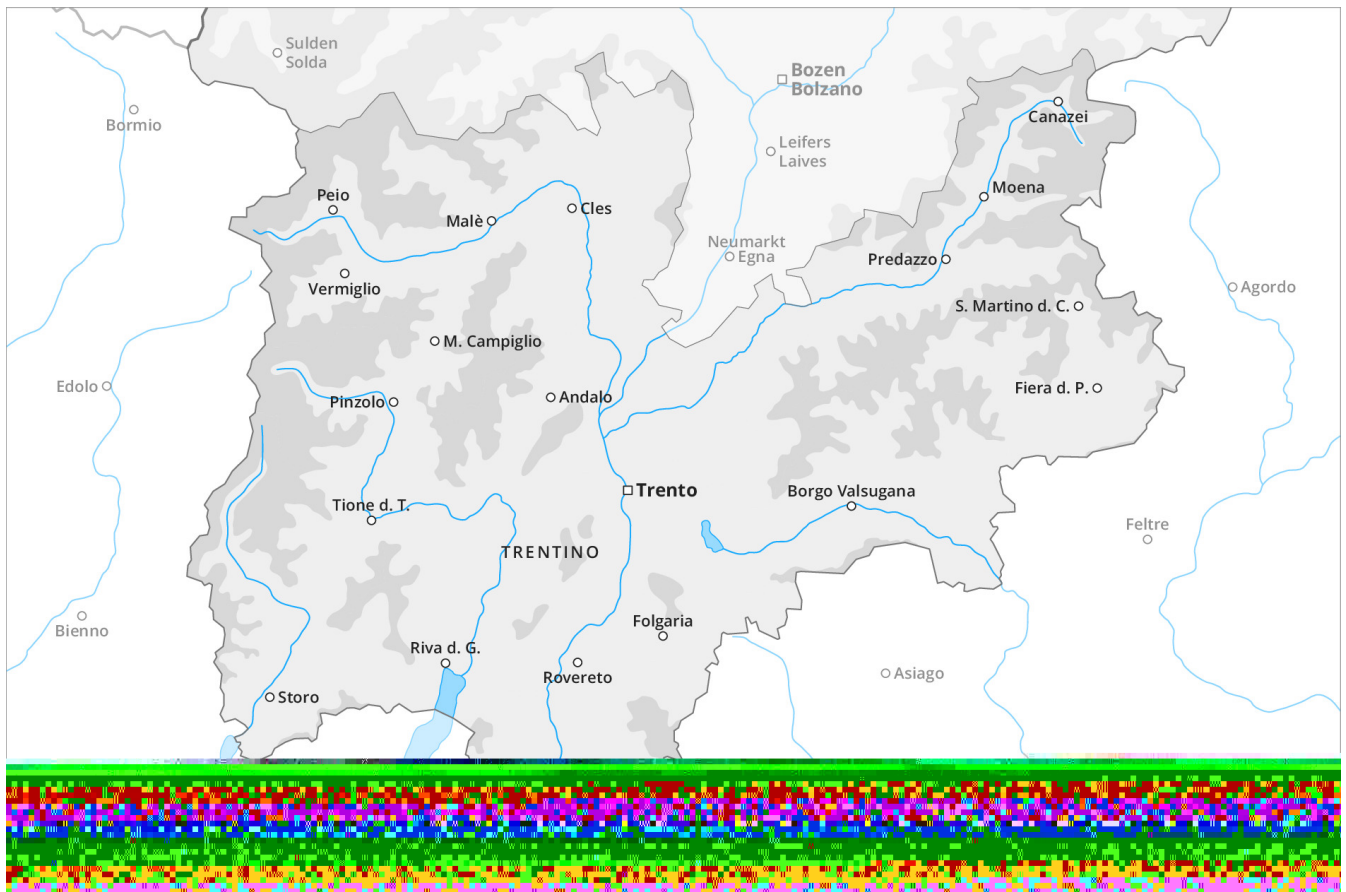 Sulden
Solda
Bozen
Bolzano
Bormio
Canazei
Leifers
Laives
Moena
Peio
Malè
Cles
Neumarkt
Egna
Predazzo
Vermiglio
Agordo
S. Martino d. C.
M. Campiglio
Edolo
Fiera d. P.
Pinzolo
Andalo
Trento
Borgo Valsugana
Tione d. T.
Feltre
TRENTINO
Bienno
Folgaria
Riva d. G.
Rovereto
Asiago
Storo